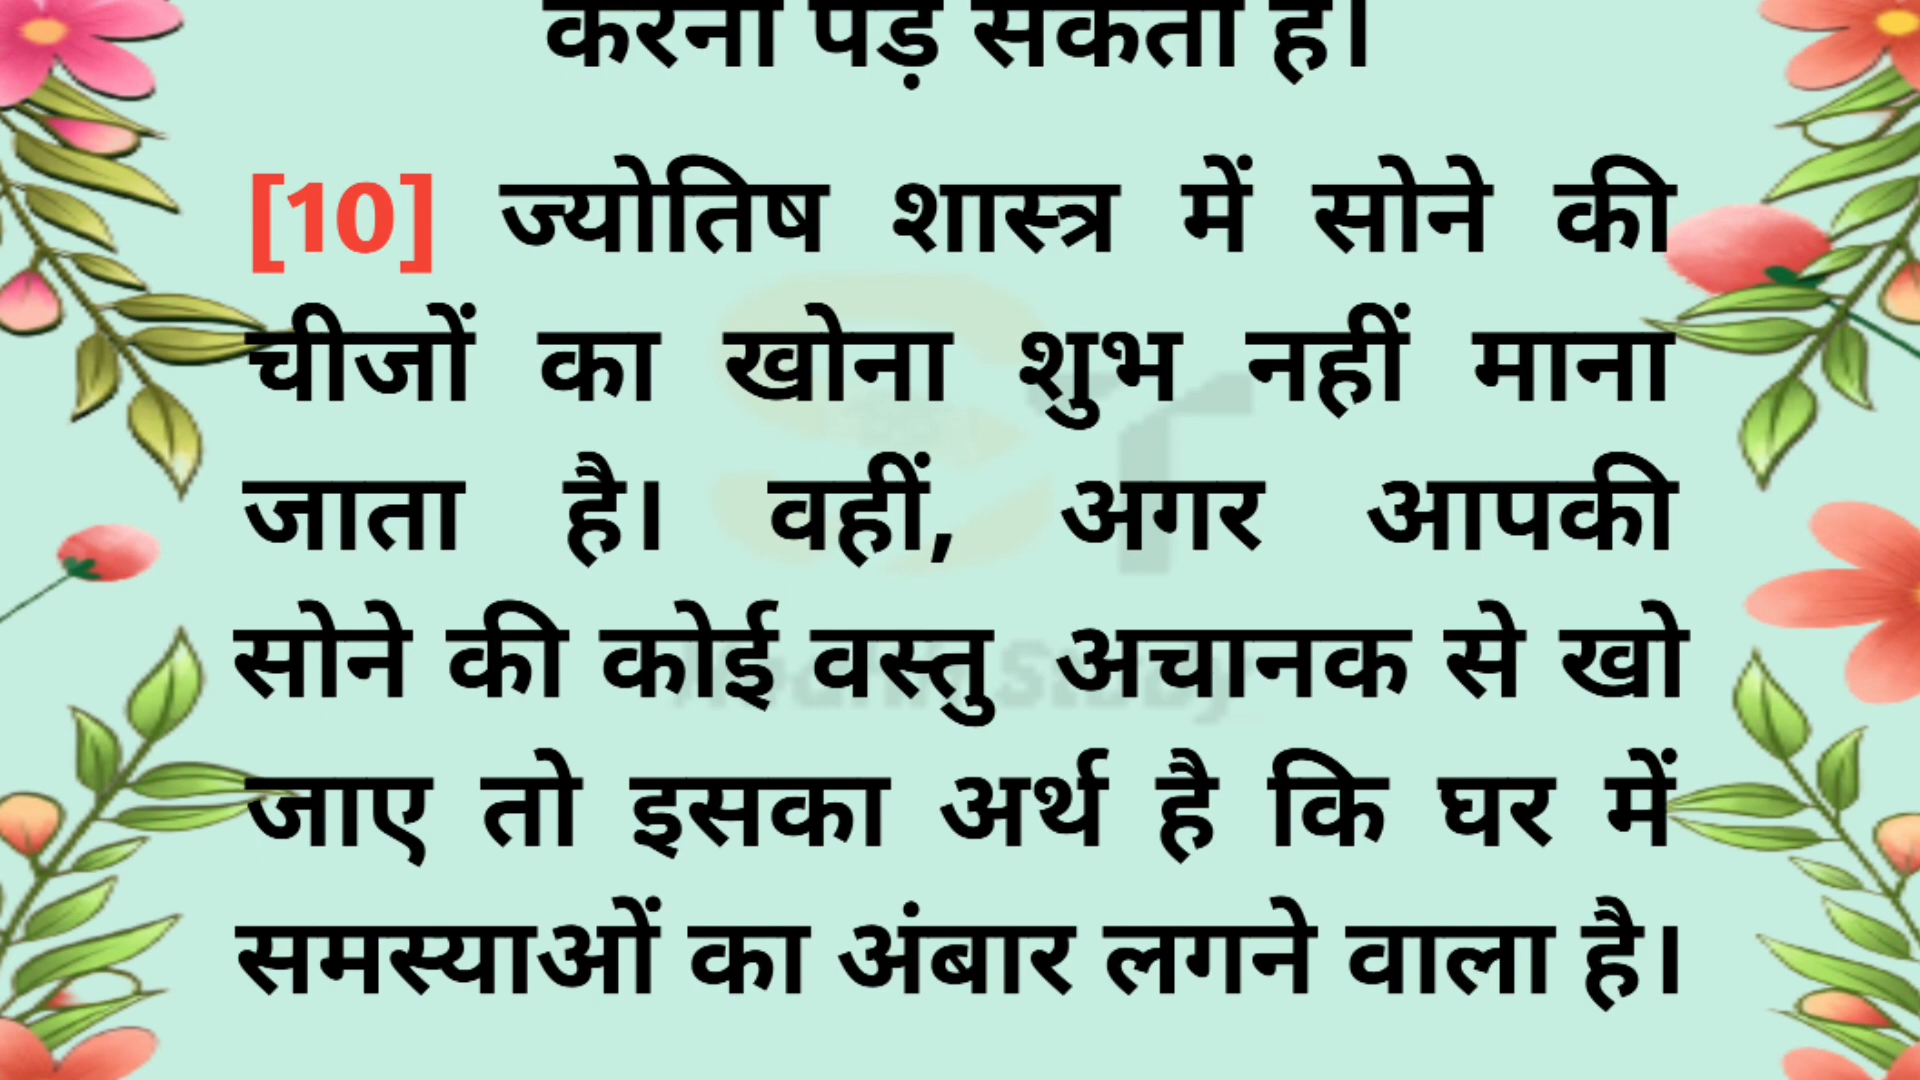 करना पड़ सकता है।
[10] ज्योतिष शास्त्र में सोने की
चीजों का खोना शुभ नहीं माना
जाता है। वहीं, अगर आपकी
सोने की कोई वस्तु अचानक से खो
जाए तो इसका अर्थ है कि घर में
समस्याओं का अंबार लगने वाला है।